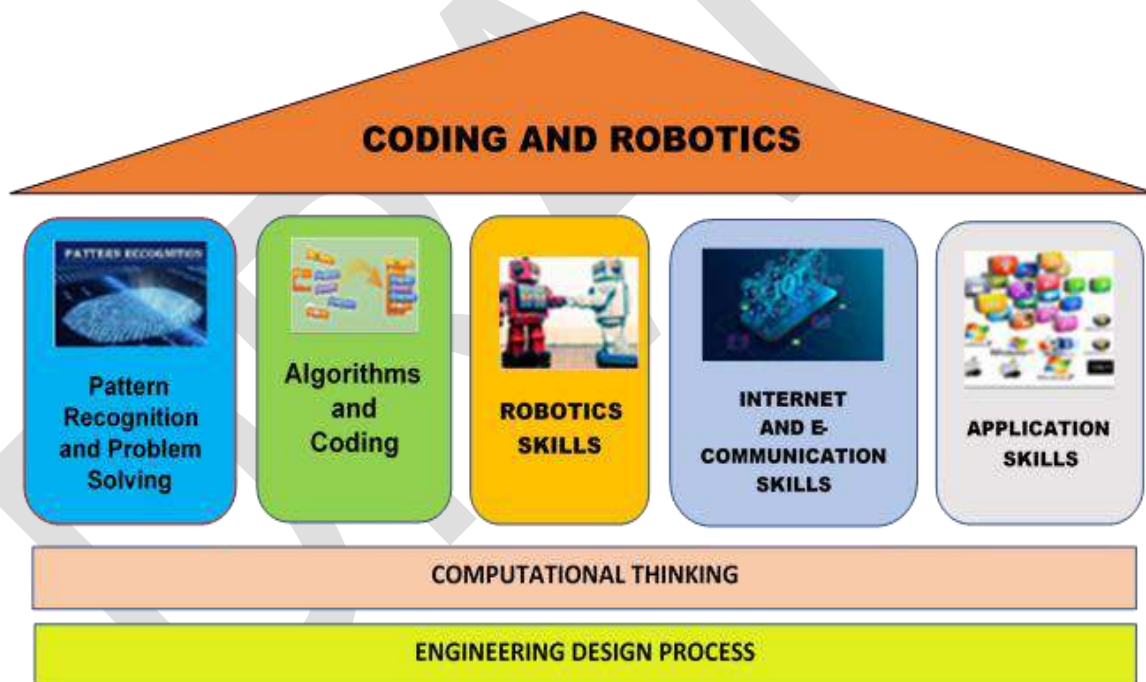 CODING AND ROBOTICS
PATTERN RECOGNITION
Pattern
Recognition
and Problem
Solving
Algorithms
and
Coding
ROBOTICS
SKILLS
INTERNET
AND E-
COMMUNICATION
SKILLS
APPLICATION
SKILLS
COMPUTATIONAL THINKING
ENGINEERING DESIGN PROCESS